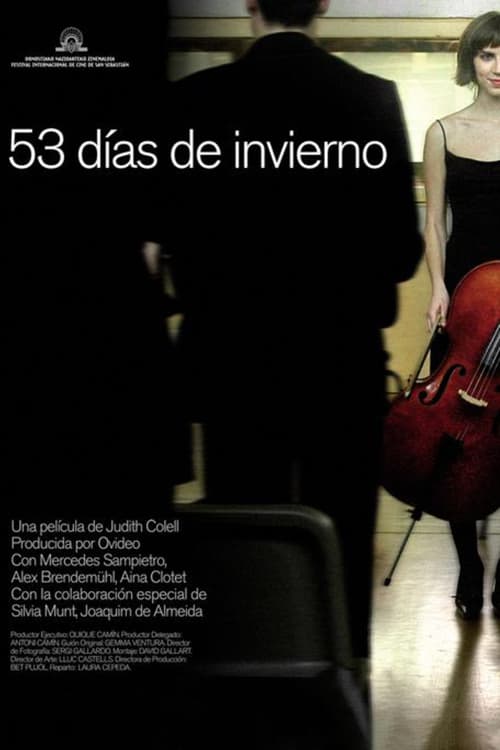 DONOSTIAKO NAZIOARTEKO ZINEMALDIA
FESTIVAL INTERNACIONAL DE CINE DE SAN SEBASTIÁN
53 días de invierno
Una película de Judith Colell
Producida por Ovideo
Con Mercedes Sampietro,
Alex Brendemühl, Aina Clotet
Con la colaboración especial de
Silvia Munt, Joaquim de Almeida
Productor Ejecutivo: QUIQUE CAMÍN. Productor Delegado:
ANTONI CAMÍN. Guión Original: GEMMA VENTURA. Director
de Fotografía: SERGI GALLARDO. Montaje: DAVID GALLART.
Director de Arte: LLUC CASTELLS. Directora de Producción:
BET PUJOL. Reparto: LAURA CEPEDA.